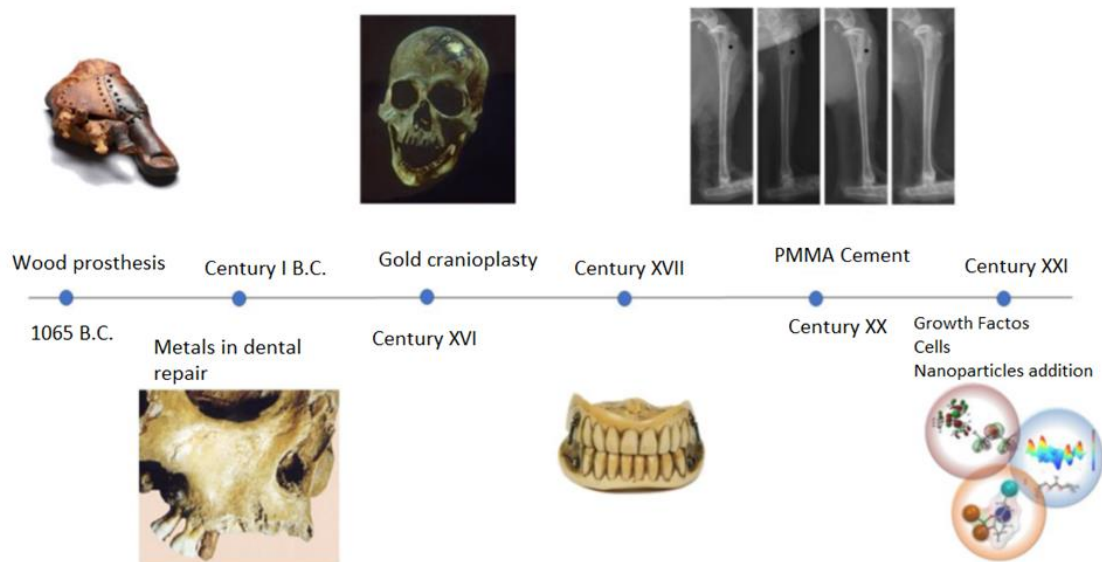 Wood prosthesis
1065 B.C.
Century I B.C.
Metals in dental
repair
Gold cranioplasty
Century XVI
Century XVII
PMMA Cement
Century XX
Century XXI
Growth Factos
Cells
Nanoparticles addition